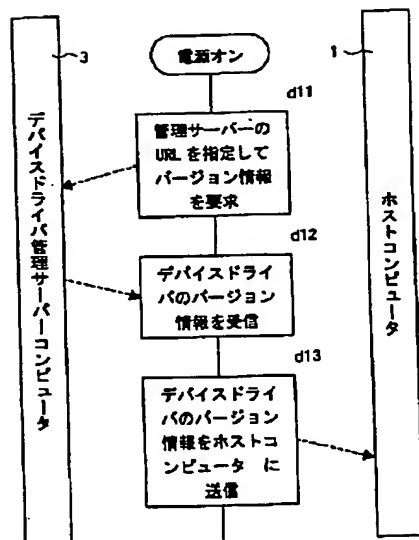 3
電源オン
1
d11
管理サーバーの
URLを指定して
バージョン情報
を要求
d12
デバイスドライ
バのバージョン
情報を受信
d13
デバイスドライ
バのバージョン
情報をホストコ
ンピュータ に
送信
デバイスドライバ管理サーバーコンピュータ
ホストコンピュータ